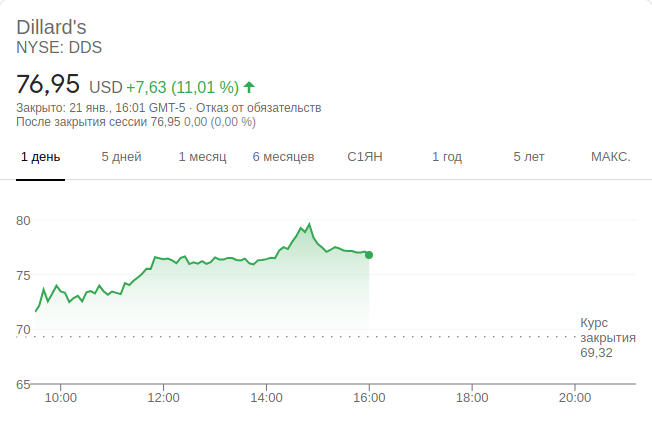 Dillard's
NYSE: DDS
76,95 USD +7,63 (11,01 %)
Закрыто: 21 янв., 16:01 GMT-5 · Отказ от обязательств
После закрытия сессии 76,95 0,00 (0,00 %)
1 день 5 дней 1 месяц 6 месяцев С1ЯН 1 год 5 лет МАКС.
80
75
70
Курс
закрытия
69,32
65
10:00 12:00 14:00 16:00 18:00 20:00